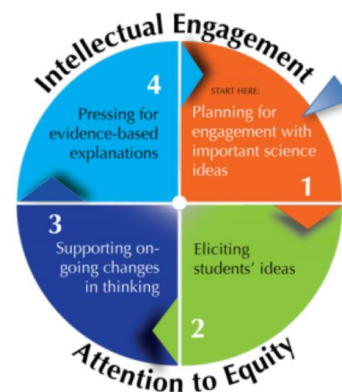 Intellectual Engagement
START HERE:
Planning for
engagement with
important science
ideas
1
Eliciting
students' ideas
2
3
Supporting on-
going changes
in thinking
4
Pressing for
evidence-based
explanations
Attention to Equity